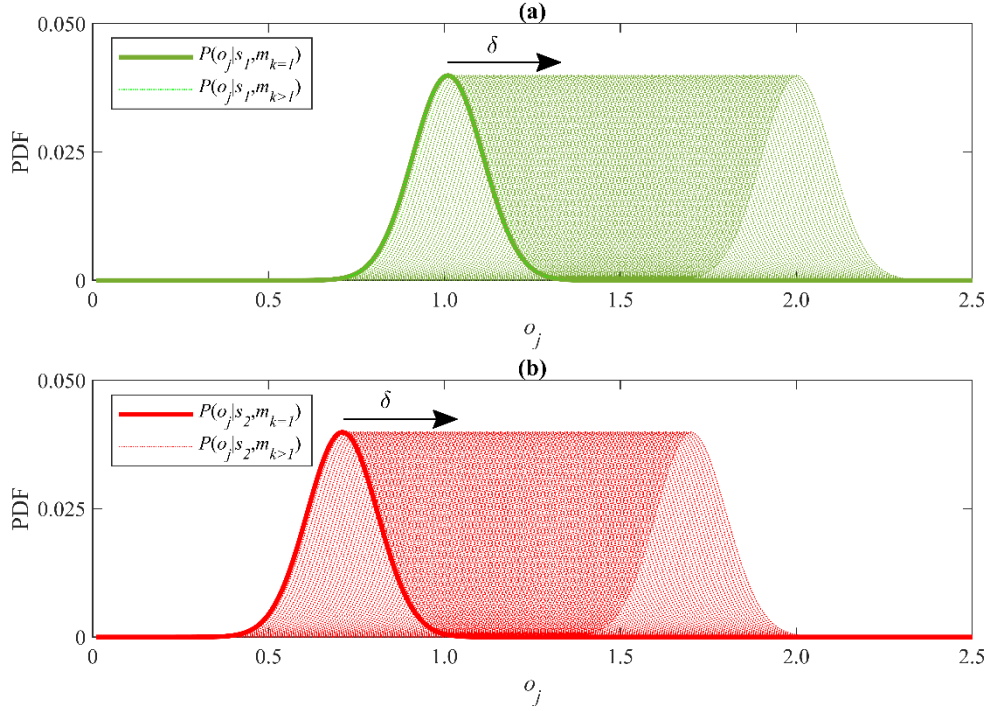 (a)
0.050
P(o_j|s_1,m_{k=1})
P(o_j|s_1,m_{k>1})
δ
0.025
PDF
0
0 0.5 1.0 1.5 2.0 2.5
o_j
(b)
0.050
P(o_j|s_2,m_{k=1})
P(o_j|s_2,m_{k>1})
δ
0.025
PDF
0
0 0.5 1.0 1.5 2.0 2.5
o_j